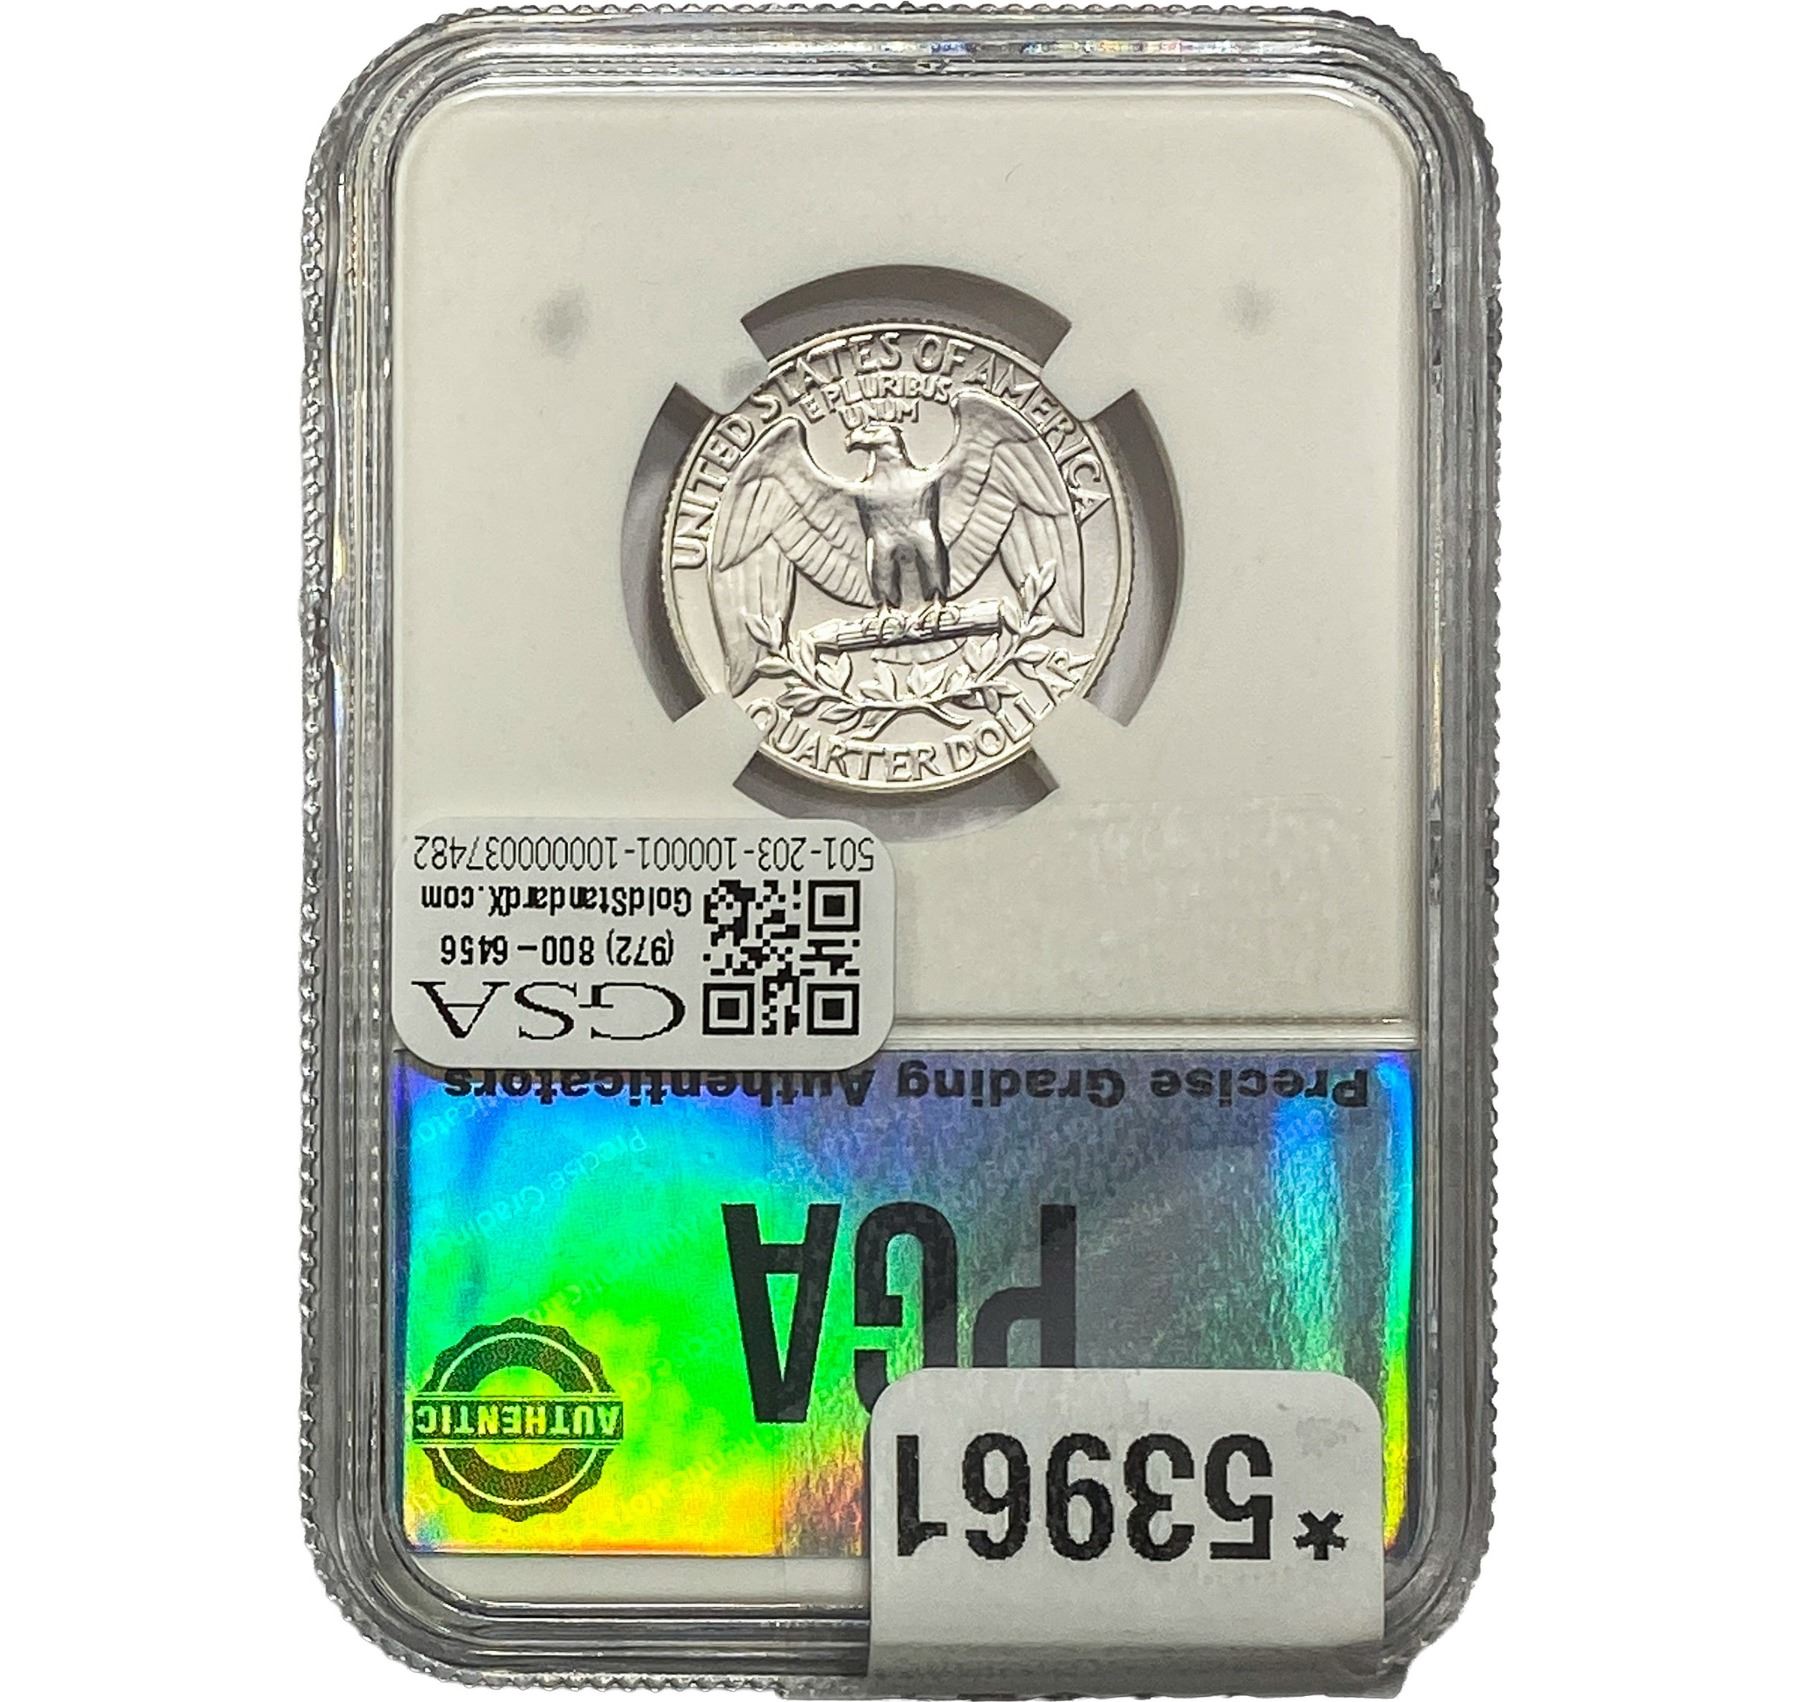 UNITED STATES OF AMERICA
E PLURIBUS
UNUM
QUARTER DOLLAR
*53961
PGA
AUTHENTIC
Precise Grading Authenticators
GSA
(972) 800-6456
GoldStandardX.com
501-203-100001-10000037482